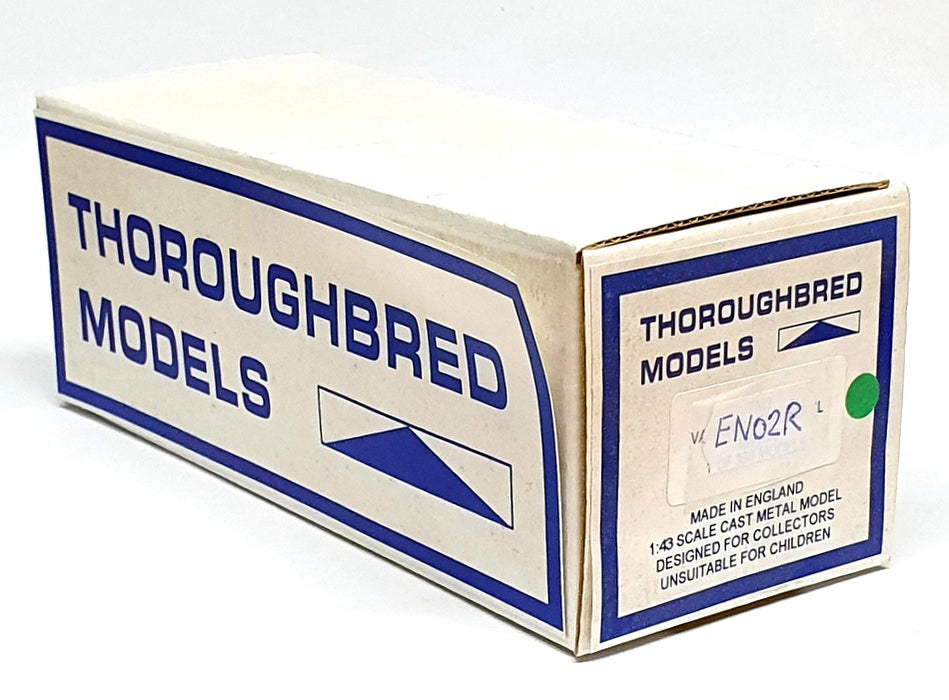 THOROUGHBRED
MODELS
THOROUGHBRED
MODELS
EN02R
L
MADE IN ENGLAND
1:43 SCALE CAST METAL MODEL
DESIGNED FOR COLLECTORS
UNSUITABLE FOR CHILDREN